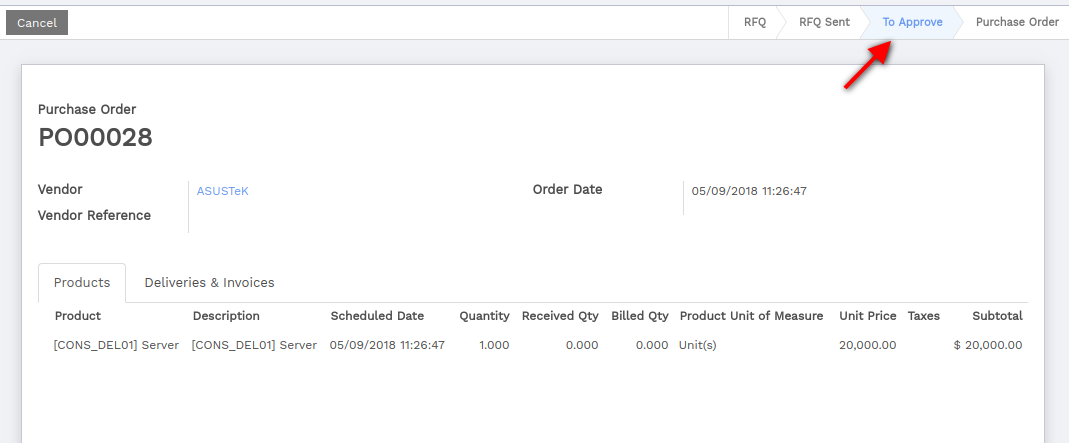 Cancel RFQ RFQ Sent To Approve Purchase Order
Purchase Order
PO00028
Vendor ASUSTeK Order Date 05/09/2018 11:26:47
Vendor Reference
Products Deliveries & Invoices
Product Description Scheduled Date Quantity Received Qty Billed Qty Product Unit of Measure Unit Price Taxes Subtotal
[CONS_DEL01] Server [CONS_DEL01] Server 05/09/2018 11:26:47 1.000 0.000 0.000 Unit(s) 20,000.00 $ 20,000.00